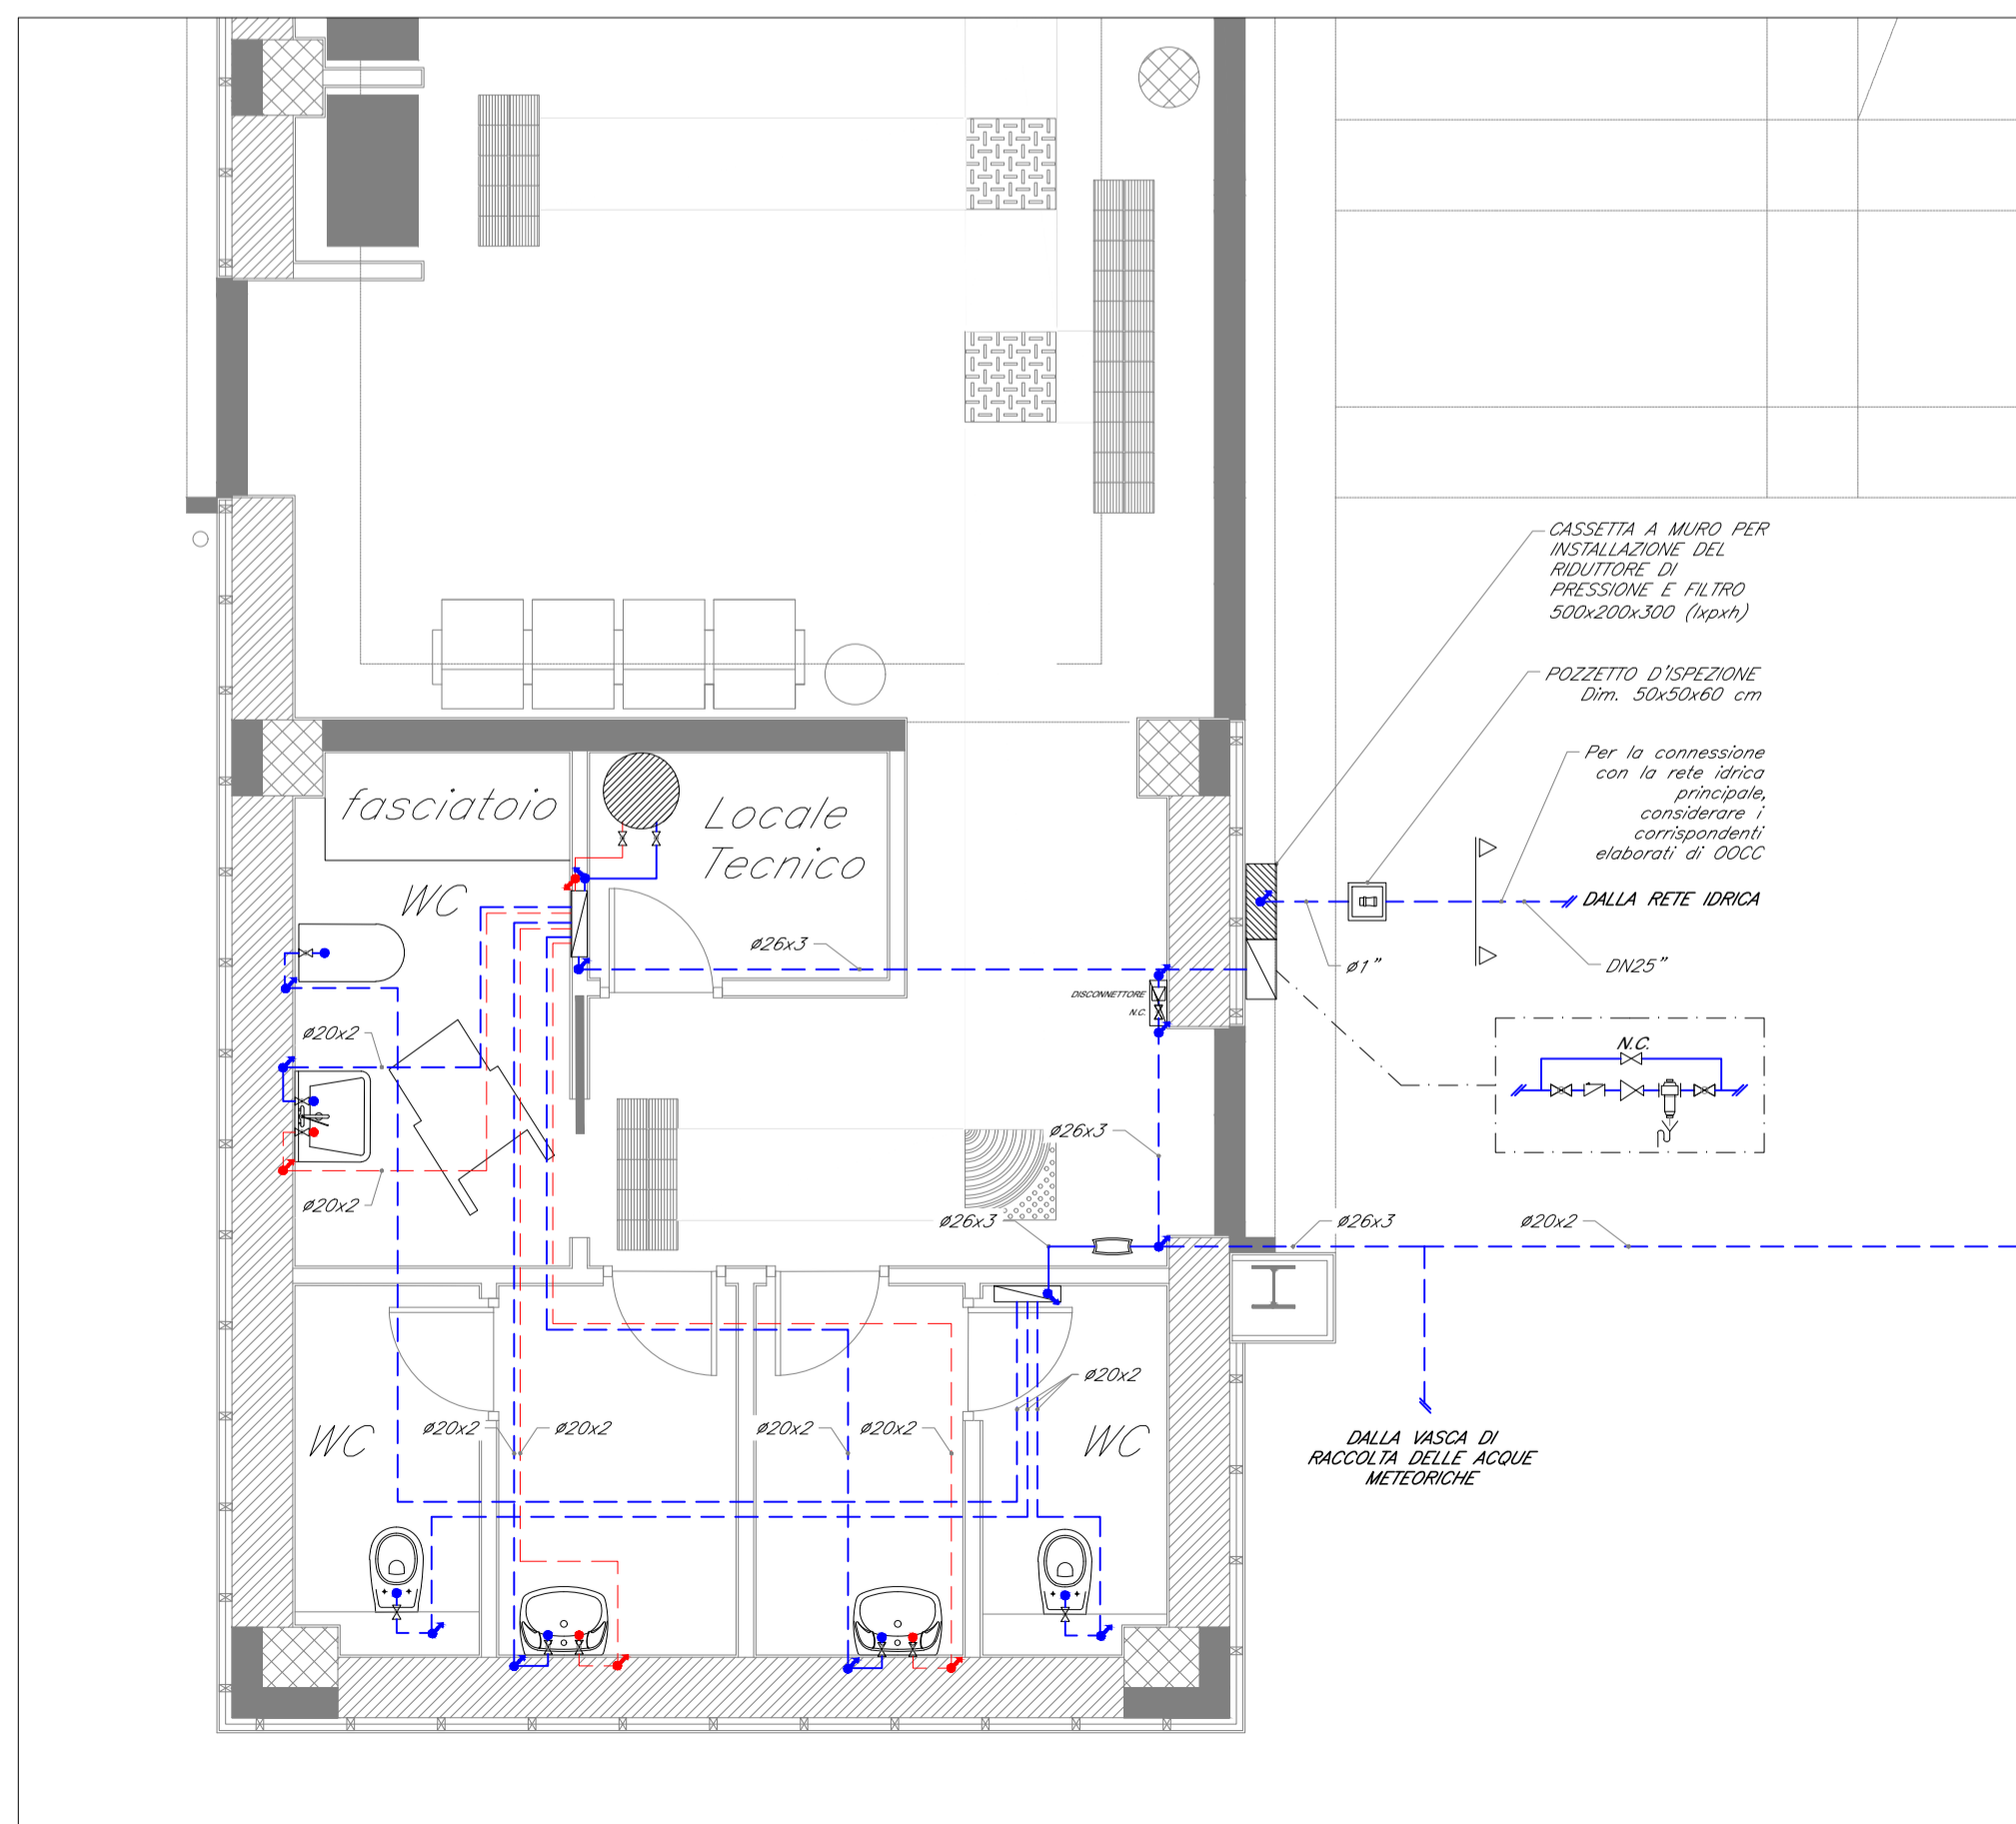 CASSETTA A MURO PER
INSTALLAZIONE DEL
RIDUTTORE DI
PRESSIONE E FILTRO
500x200x300 (lxpxh)
POZZETTO D'ISPEZIONE
Dim. 50x50x60 cm
Per la connessione
con la rete idrica
principale,
considerare i
corrispondenti
elaborati di OOCC
fasciatoio
Locale
Tecnico
WC
DALLA RETE IDRICA
ø26x3
ø1"
DN25"
DISCONNETTORE
N.C.
ø20x2
N.C.
ø26x3
ø20x2
ø26x3
ø26x3
ø20x2
ø20x2
WC
ø20x2
ø20x2
ø20x2
ø20x2
WC
DALLA VASCA DI
RACCOLTA DELLE ACQUE
METEORICHE